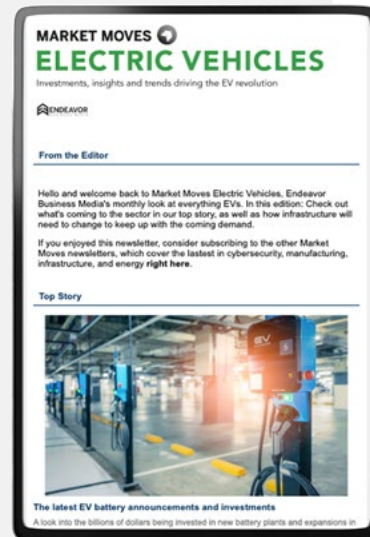 MARKET MOVES
ELECTRIC VEHICLES
Investments, insights and trends driving the EV revolution
ENDEAVOR
From the Editor
Hello and welcome back to Market Moves Electric Vehicles, Endeavor
Business Media's monthly look at everything EVs. In this edition: Check out
what's coming to the sector in our top story, as well as how infrastructure will
need to change to keep up with the coming demand.
If you enjoyed this newsletter, consider subscribing to the other Market
Moves newsletters, which cover the lastest in cybersecurity, manufacturing,
infrastructure, and energy right here.
Top Story
EV
The latest EV battery announcements and investments
A look into the billions of dollars being invested in new battery plants and expansions in